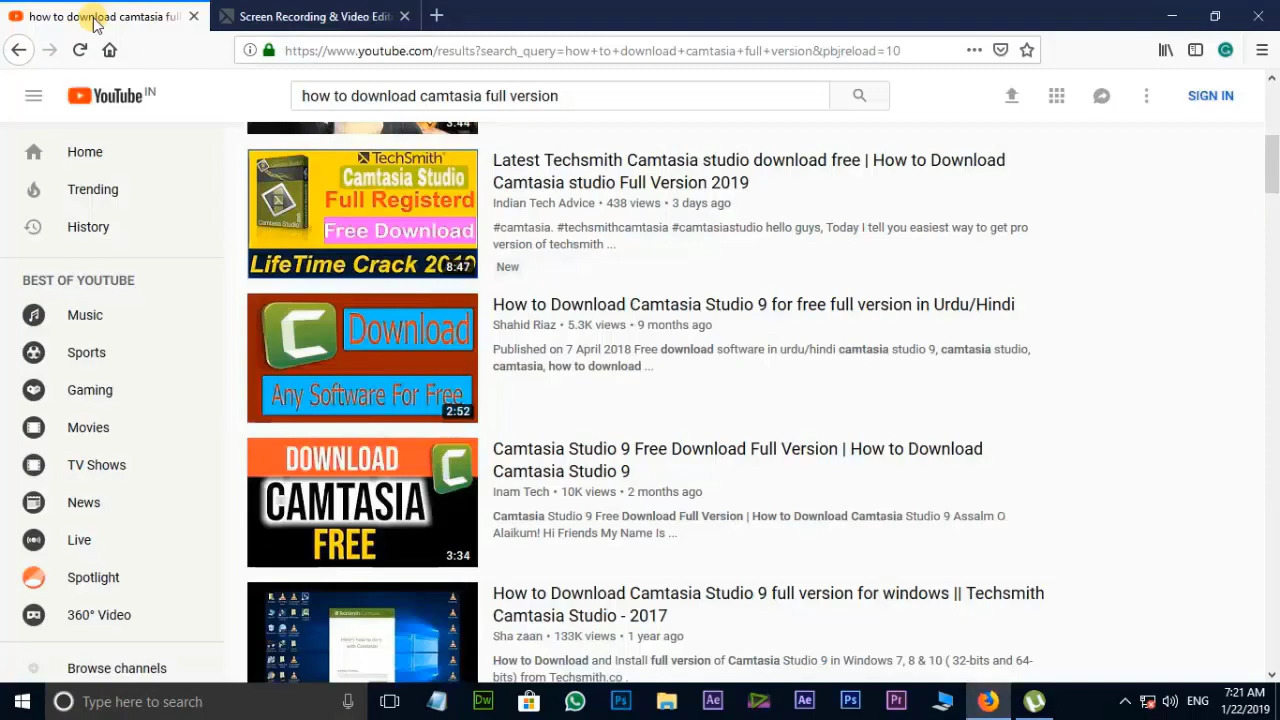 how to download camtasia full
Screen Recording & Video Edit
https://www.youtube.com/results?search_query=how+to+download+camtasia+full+version&pbjreload=10
YouTube IN
how to download camtasia full version
SIGN IN
Home
Trending
History
BEST OF YOUTUBE
Music
Sports
Gaming
Movies
TV Shows
News
Live
Spotlight
360° Video
Browse channels
3:44
TechSmith
Camtasia Studio
Full Registerd
Free Download
LifeTime Crack 2019
8:47
Latest Techsmith Camtasia studio download free | How to Download
Camtasia studio Full Version 2019
Indian Tech Advice • 438 views • 3 days ago
#camtasia. #techsmithcamtasia #camtasiastudio hello guys, Today I tell you easiest way to get pro
version of techsmith ...
New
Download
Any Software For Free
2:52
How to Download Camtasia Studio 9 for free full version in Urdu/Hindi
Shahid Riaz • 5.3K views • 9 months ago
Published on 7 April 2018 Free download software in urdu/hindi camtasia studio 9, camtasia studio,
camtasia, how to download ...
DOWNLOAD
CAMTASIA
FREE
3:34
Camtasia Studio 9 Free Download Full Version | How to Download
Camtasia Studio 9
Inam Tech • 10K views • 2 months ago
Camtasia Studio 9 Free Download Full Version | How to Download Camtasia Studio 9 Assalm O
Alaikum! Hi Friends My Name Is ...
How to Download Camtasia Studio 9 full version for windows || Techsmith
Camtasia Studio - 2017
Sha zaan • 133K views • 1 year ago
How to Download and Install full version of Camtasia Studio 9 in Windows 7, 8 & 10 ( 32-bits and 64-
bits) from Techsmith.co .
Type here to search
Dw
Ps
Ae
Ae
Ps
Pr
ENG
7:21 AM
1/22/2019